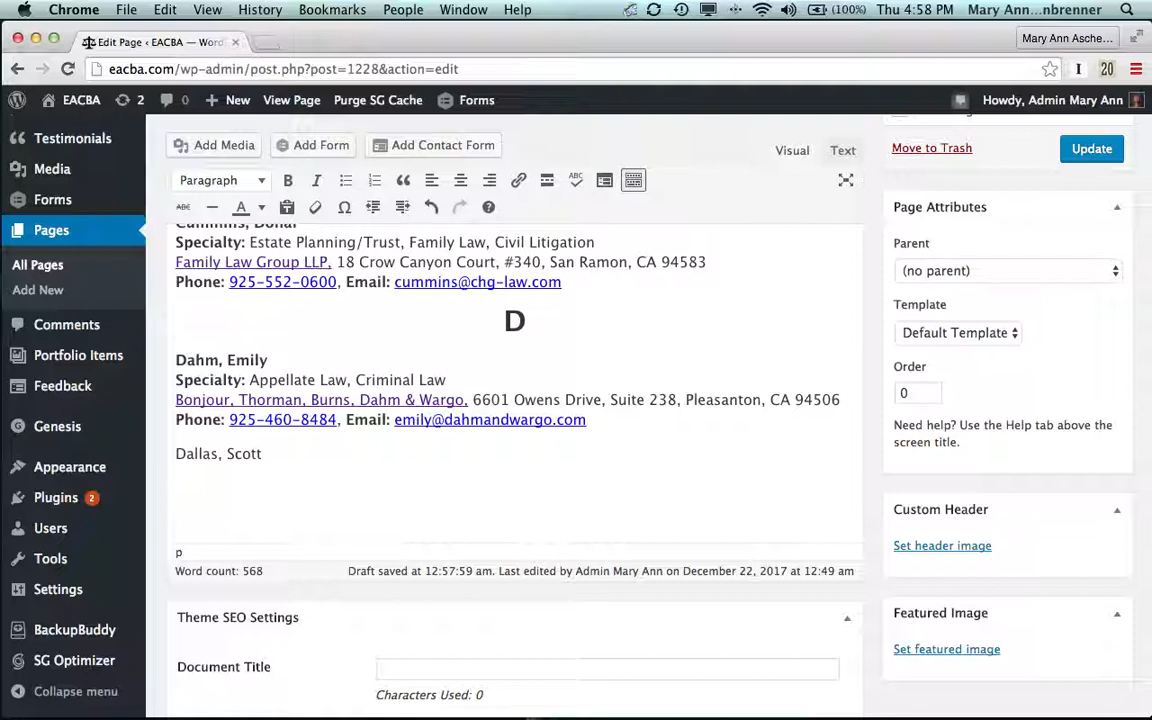 Chrome File Edit View History Bookmarks People Window Help (100%) Thu 4:58 PM Mary Ann...nbrenner
Edit Page ‹ EACBA — Wor Mary Ann Asche...
eacba.com/wp-admin/post.php?post=1228&action=edit 20
EACBA 2 0 New View Page Purge SG Cache Forms Howdy, Admin Mary Ann
Testimonials
Media
Forms
Pages
All Pages
Add New
Comments
Portfolio Items
Feedback
Genesis
Appearance
Plugins 2
Users
Tools
Settings
BackupBuddy
SG Optimizer
Collapse menu
Add Media Add Form Add Contact Form Visual Text
Paragraph B I ABC
ABC A Ω
Cummins, Donal
Specialty: Estate Planning/Trust, Family Law, Civil Litigation
Family Law Group LLP, 18 Crow Canyon Court, #340, San Ramon, CA 94583
Phone: 925-552-0600, Email: cummins@chg-law.com
D
Dahm, Emily
Specialty: Appellate Law, Criminal Law
Bonjour, Thorman, Burns, Dahm & Wargo, 6601 Owens Drive, Suite 238, Pleasanton, CA 94506
Phone: 925-460-8484, Email: emily@dahmandwargo.com
Dallas, Scott
p
Word count: 568 Draft saved at 12:57:59 am. Last edited by Admin Mary Ann on December 22, 2017 at 12:49 am
Theme SEO Settings
Document Title
Characters Used: 0
Move to Trash Update
Page Attributes
Parent
(no parent)
Template
Default Template
Order
0
Need help? Use the Help tab above the
screen title.
Custom Header
Set header image
Featured Image
Set featured image